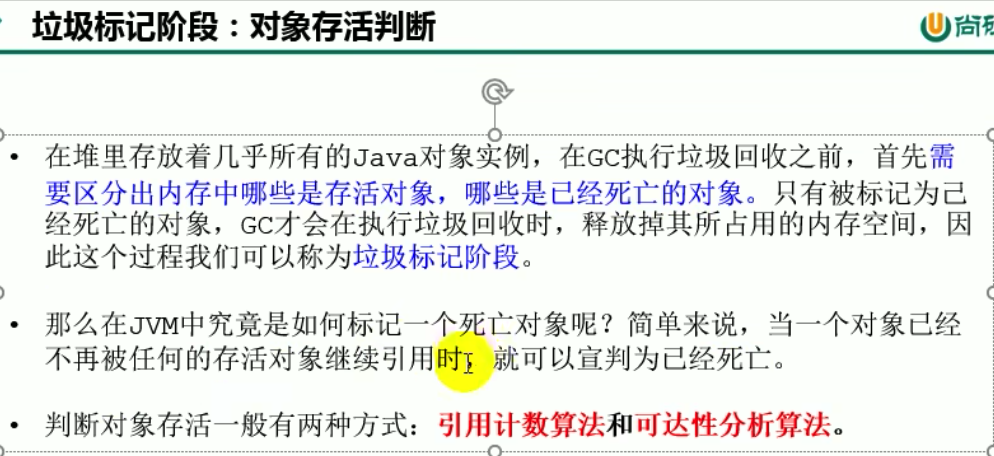 垃圾标记阶段：对象存活判断
• 在堆里存放着几乎所有的Java对象实例，在GC执行垃圾回收之前，首先需
要区分出内存中哪些是存活对象，哪些是已经死亡的对象。只有被标记为己
经死亡的对象，GC才会在执行垃圾回收时，释放掉其所占用的内存空间，因
此这个过程我们可以称为垃圾标记阶段。
• 那么在JVM中究竟是如何标记一个死亡对象呢？简单来说，当一个对象已经
不再被任何的存活对象继续引用时，就可以宣判为已经死亡。
• 判断对象存活一般有两种方式：引用计数算法和可达性分析算法。